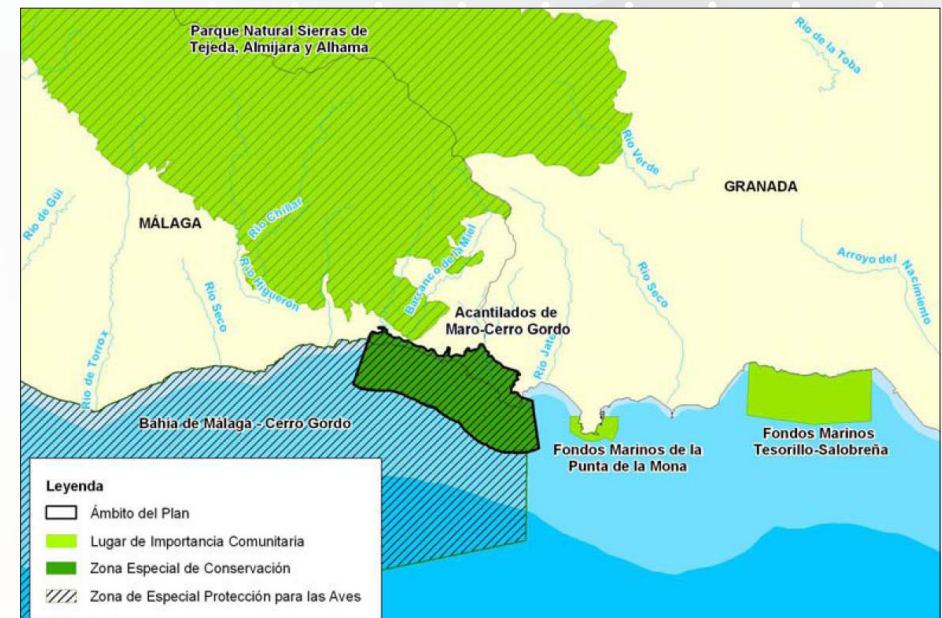 Parque Natural Sierras de
Tejeda, Almijara y Alhama
Río de la Toba
Río Verde
GRANADA
Río de Güi
MÁLAGA
Río Chillar
Río Higuerón
Barranco de la Miel
Río Seco
Río de Torrox
Acantilados de
Maro-Cerro Gordo
Río Jate
Río Seco
Arroyo del Nacimiento
Bahía de Málaga - Cerro Gordo
Fondos Marinos de la
Punta de la Mona
Fondos Marinos
Tesorillo-Salobreña
Leyenda
Ámbito del Plan
Lugar de Importancia Comunitaria
Zona Especial de Conservación
Zona de Especial Protección para las Aves